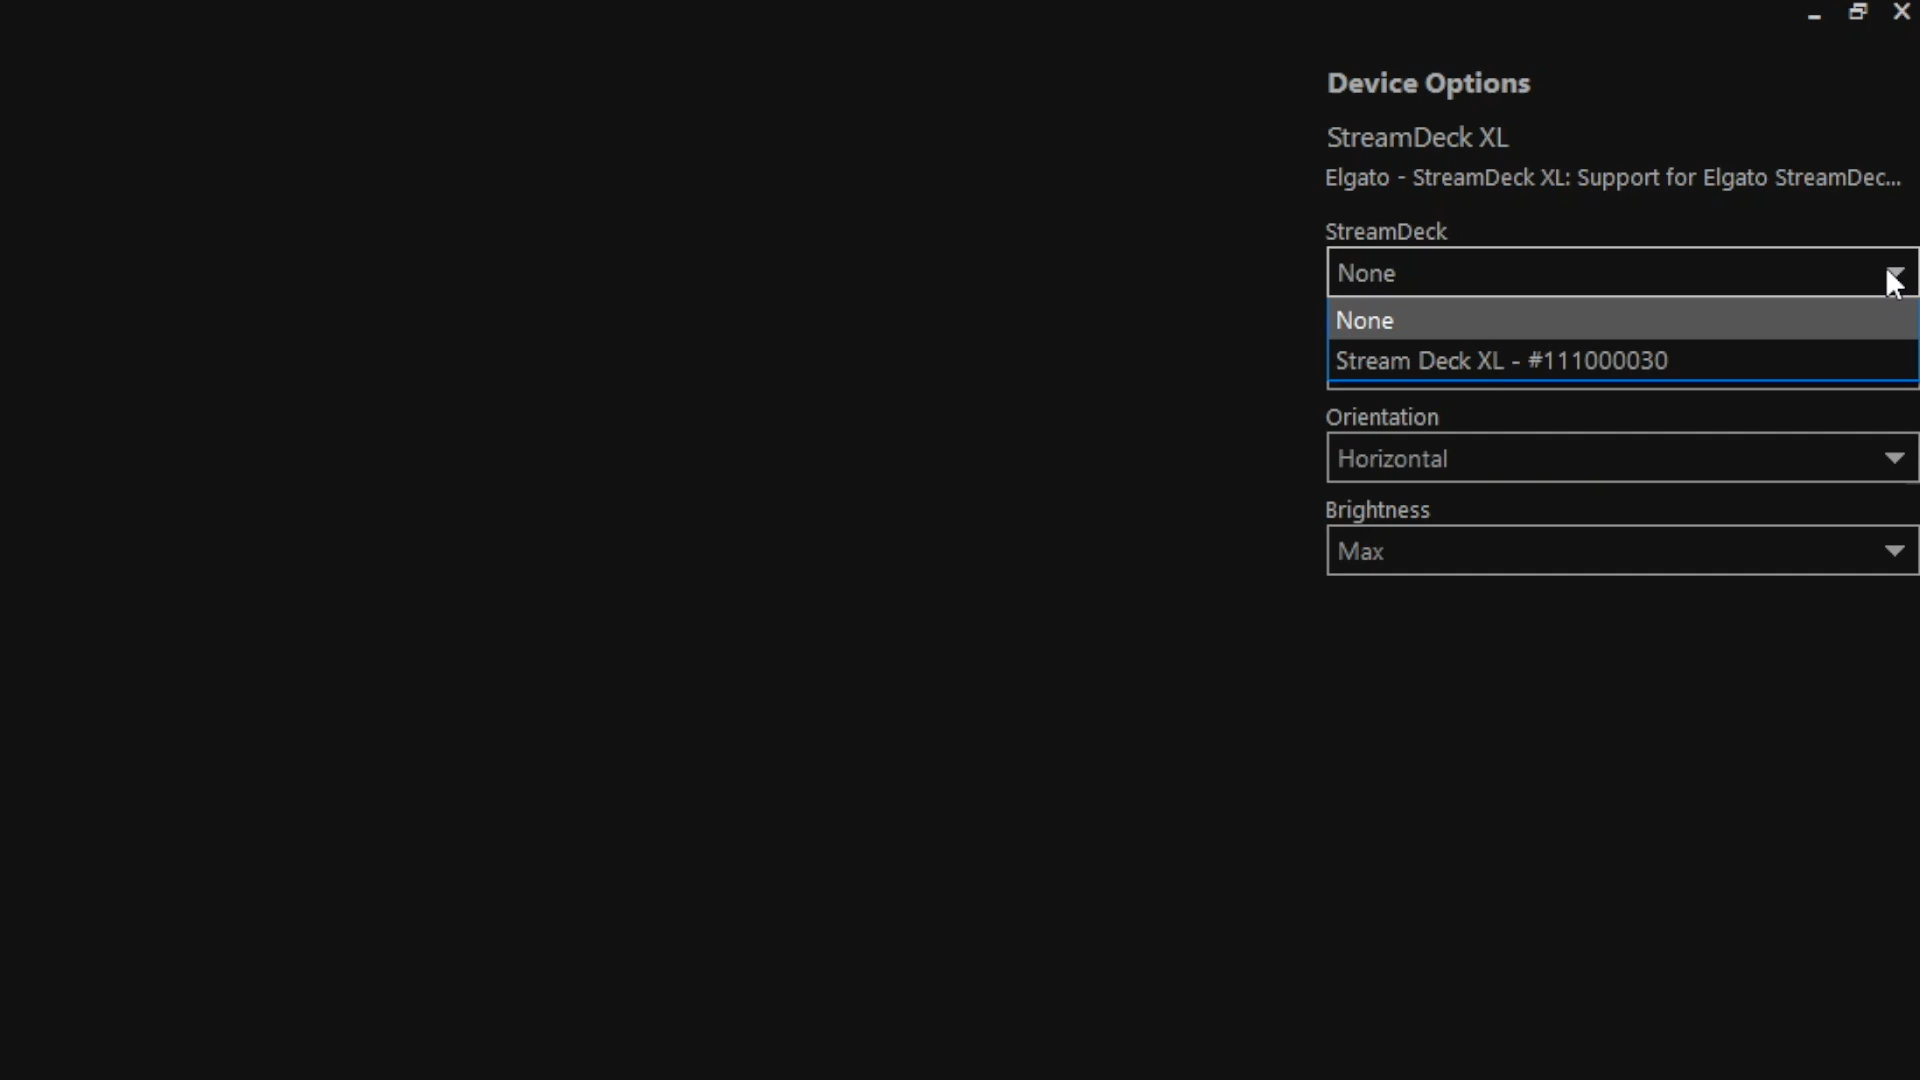 Device Options
StreamDeck XL
Elgato - StreamDeck XL: Support for Elgato StreamDec...
StreamDeck
None
None
Stream Deck XL - #111000030
Orientation
Horizontal
Brightness
Max